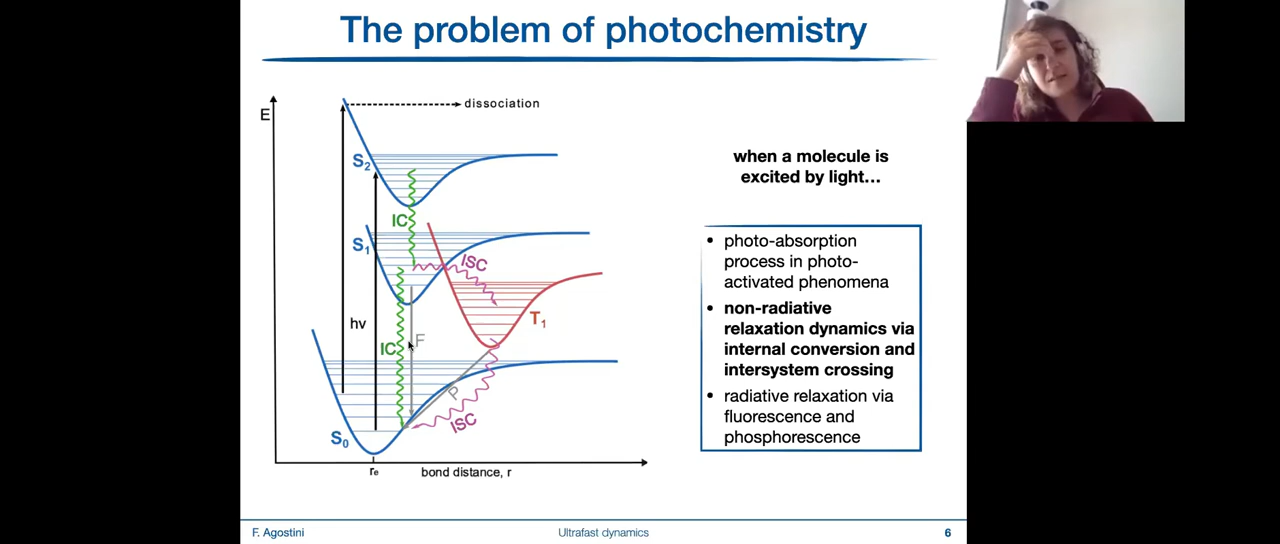 The problem of photochemistry
E
dissociation
S2
IC
S1
ISC
hν
T1
IC
F
P
ISC
S0
re
bond distance, r
when a molecule is
excited by light...
• photo-absorption
process in photo-
activated phenomena
• non-radiative
relaxation dynamics via
internal conversion and
intersystem crossing
• radiative relaxation via
fluorescence and
phosphorescence
F. Agostini
Ultrafast dynamics
6